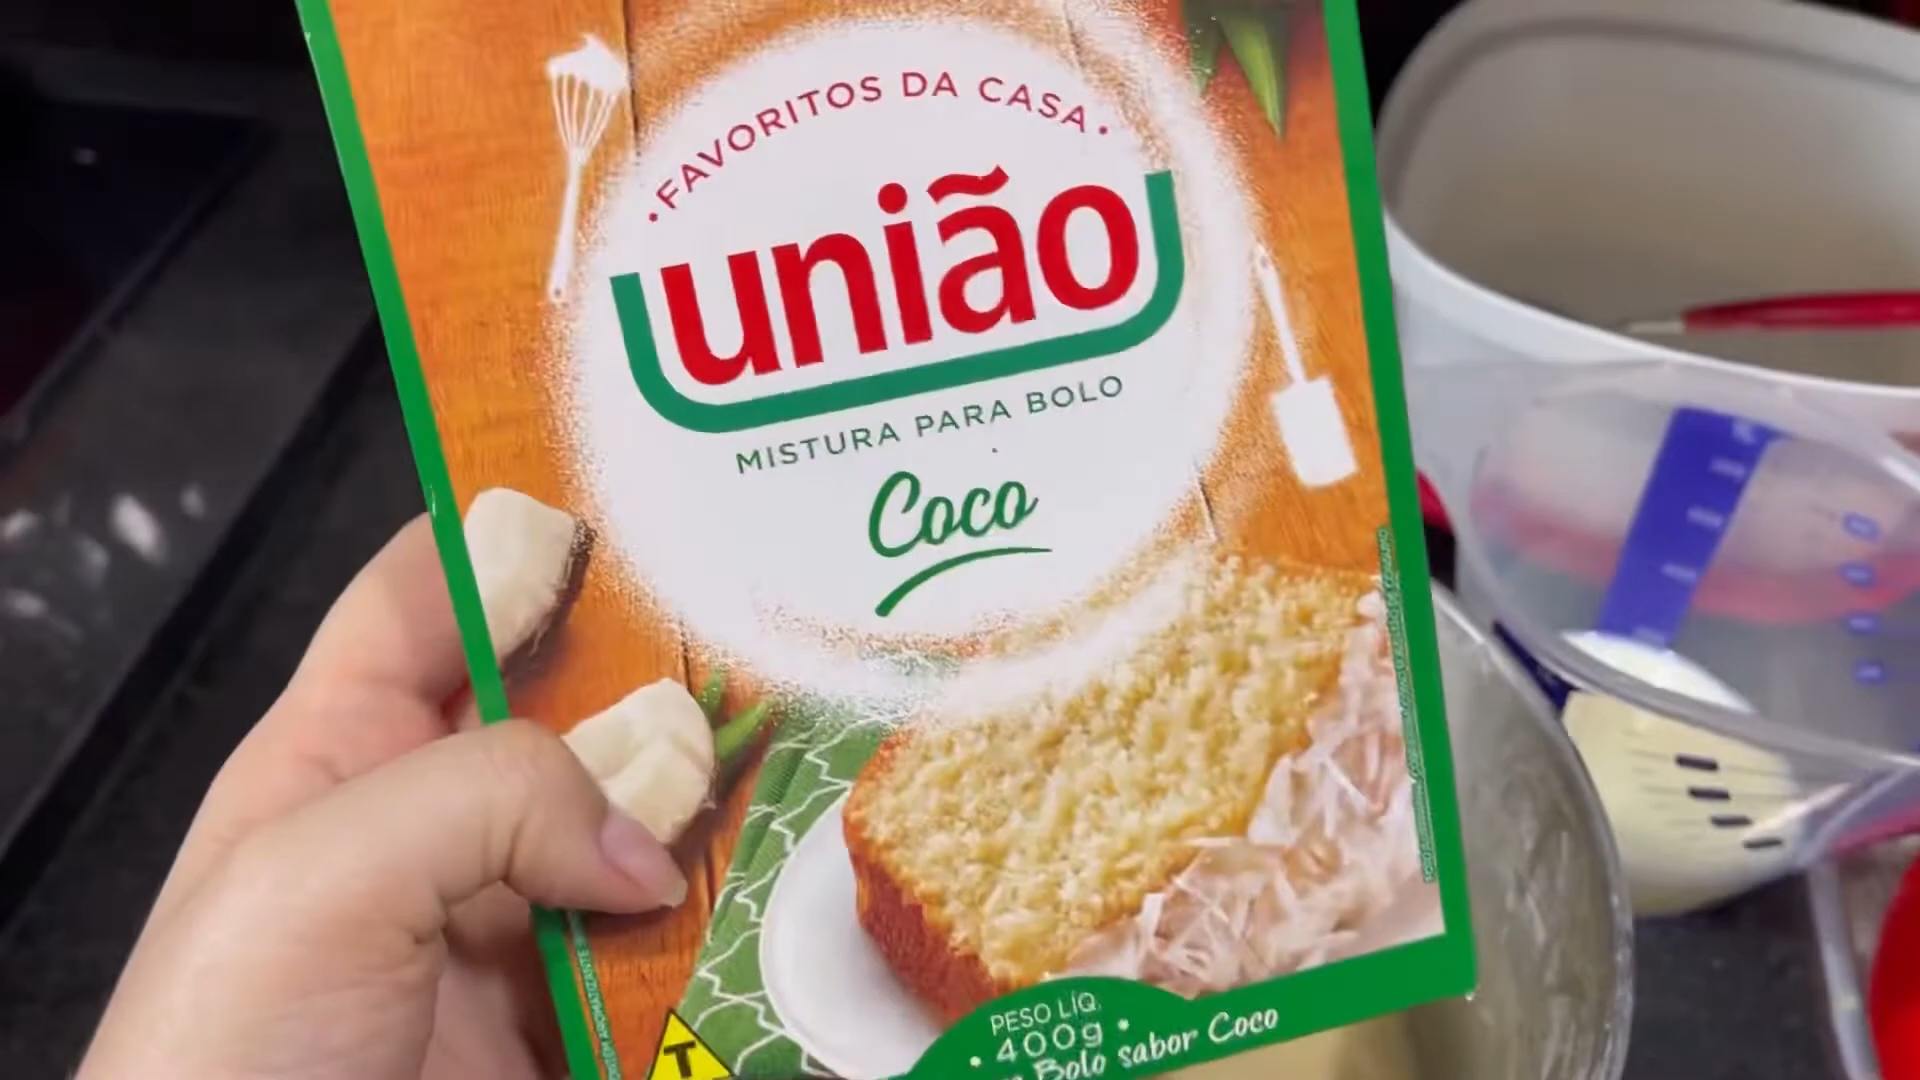 • FAVORITOS DA CASA •
união
MISTURA PARA BOLO
Coco
PESO LÍQ.
• 400g •
Bolo sabor Coco
T